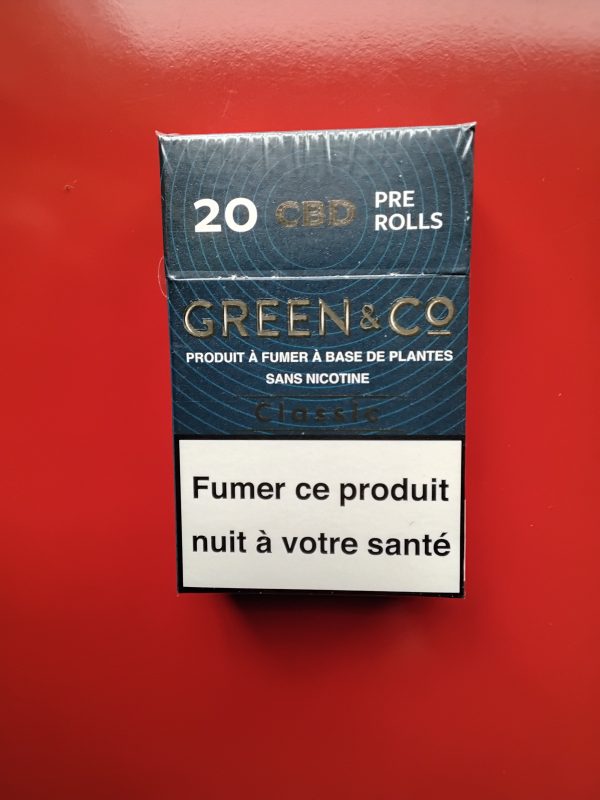 20 CBD PRE ROLLS
GREEN & CO
PRODUIT À FUMER À BASE DE PLANTES
SANS NICOTINE
Classic
Fumer ce produit
nuit à votre santé